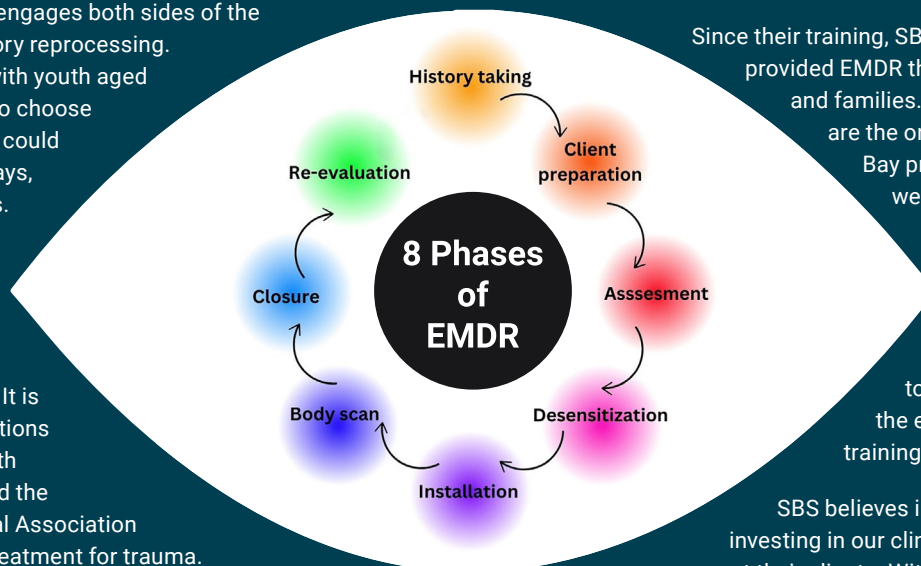 engages both sides of the
ory reprocessing.
with youth aged
o choose
could
ays,
s.
Since their training, SB
provided EMDR th
and families.
are the o
Bay pr
we
History taking
Client
preparation
Asssesment
Desensitization
Installation
Body scan
Closure
Re-evaluation
8 Phases
of
EMDR
It is
tions
th
d the
al Association
eatment for trauma.
to
the e
training
SBS believes i
investing in our clin